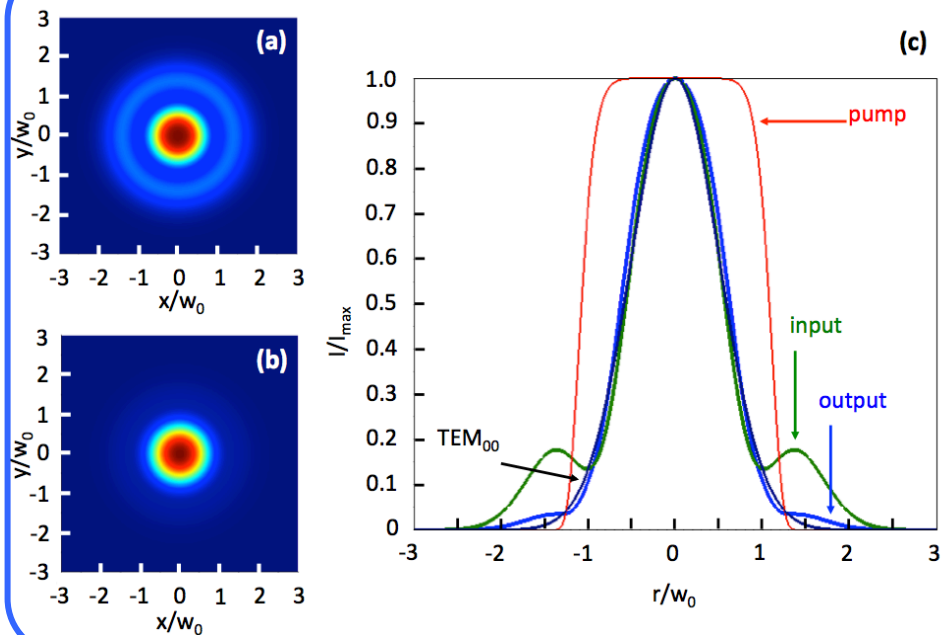 (a)
3
2
1
0
-1
-2
-3
y/w0
-3 -2 -1 0 1 2 3
x/w0
(b)
3
2
1
0
-1
-2
-3
y/w0
-3 -2 -1 0 1 2 3
x/w0
(c)
1.0
0.9
0.8
0.7
0.6
0.5
0.4
0.3
0.2
0.1
0
I/Imax
pump
input
output
TEM00
-3 -2 -1 0 1 2 3
r/w0